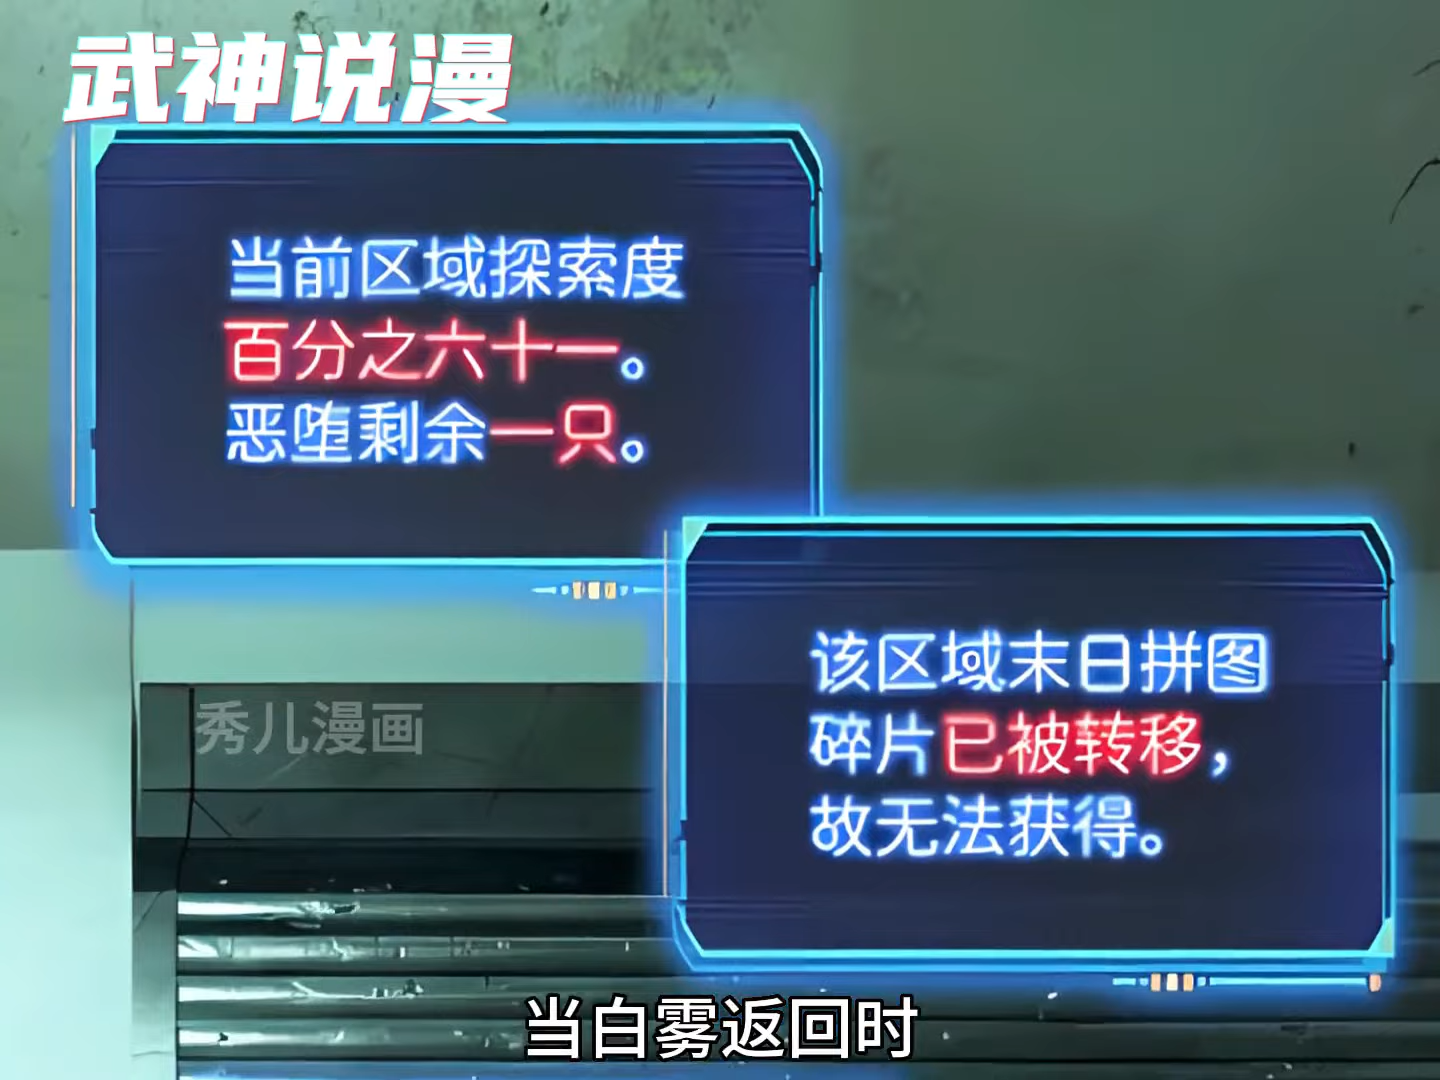 武神说漫
当前区域探索度
百分之六十一。
恶堕剩余一只。
该区域末日拼图
碎片已被转移，
故无法获得。
秀儿漫画
当白雾返回时